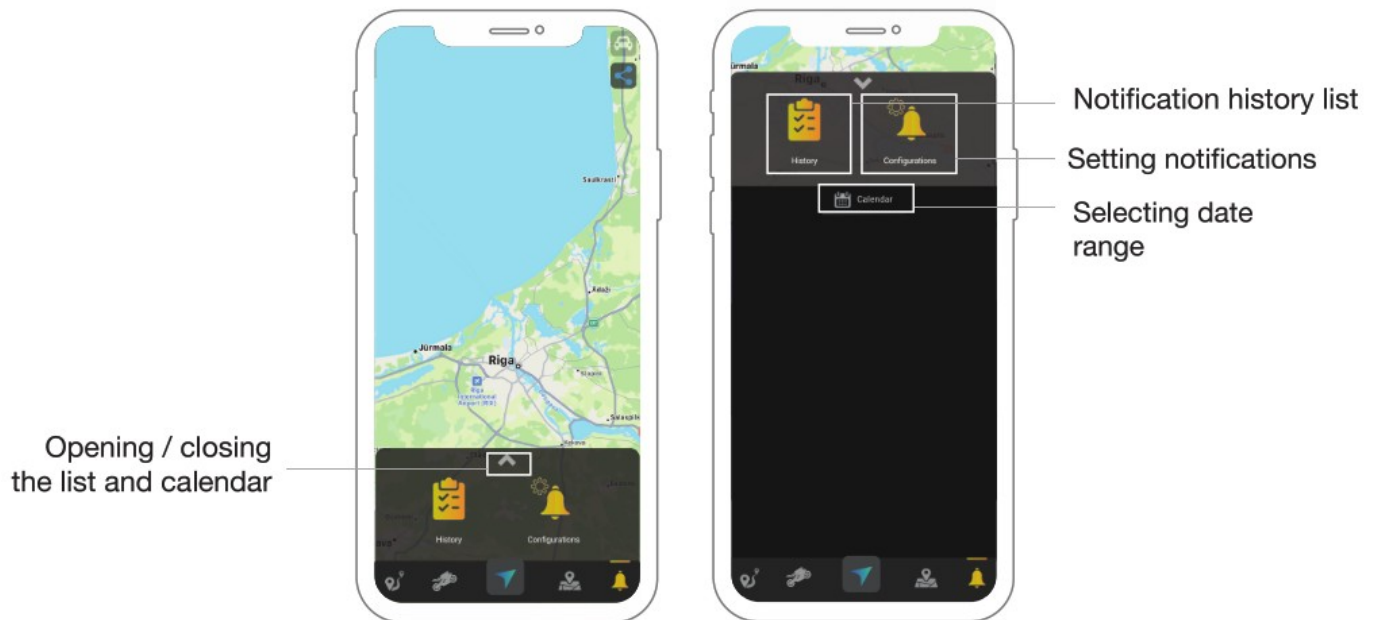 Saulkrasti
Ādaži
Jūrmala
Riga
Riga
International
Airport (RIX)
Salaspils
Opening / closing
the list and calendar
History
Configurations
ūrmala
Riga
Notification history list
History
Configurations
Setting notifications
Calendar
Selecting date
range